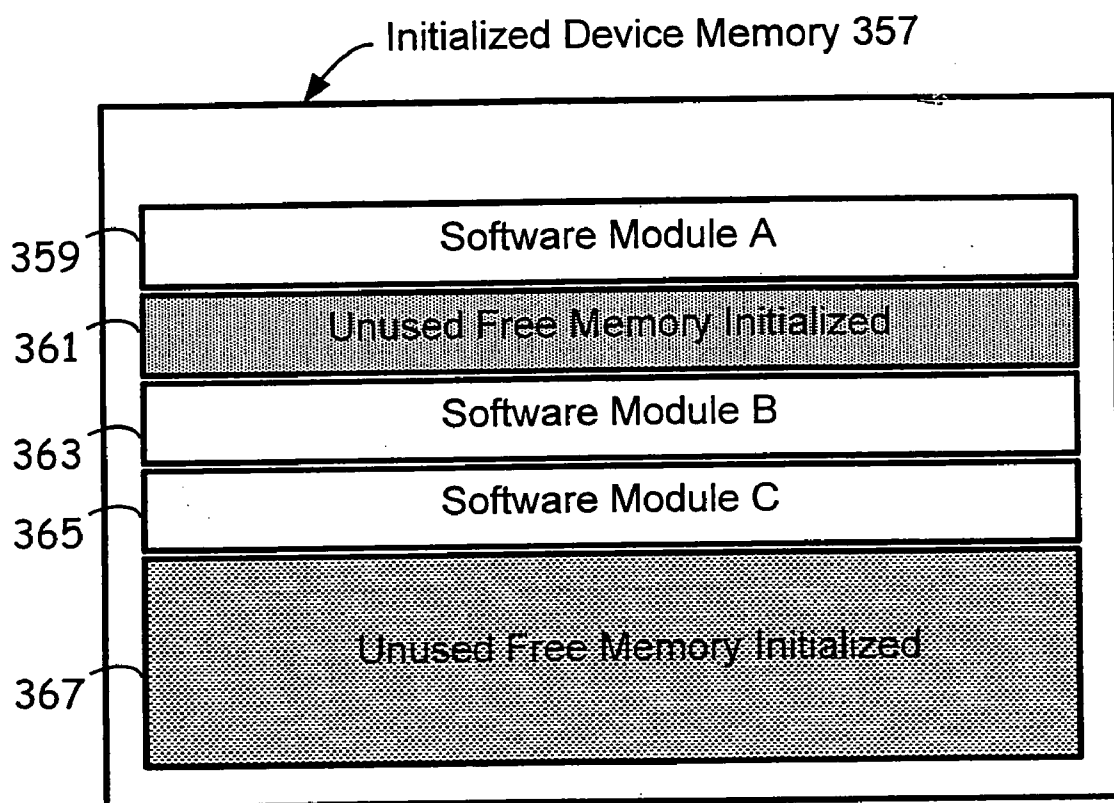 Initialized Device Memory 357
359
Software Module A
361
Unused Free Memory Initialized
363
Software Module B
365
Software Module C
367
Unused Free Memory Initialized